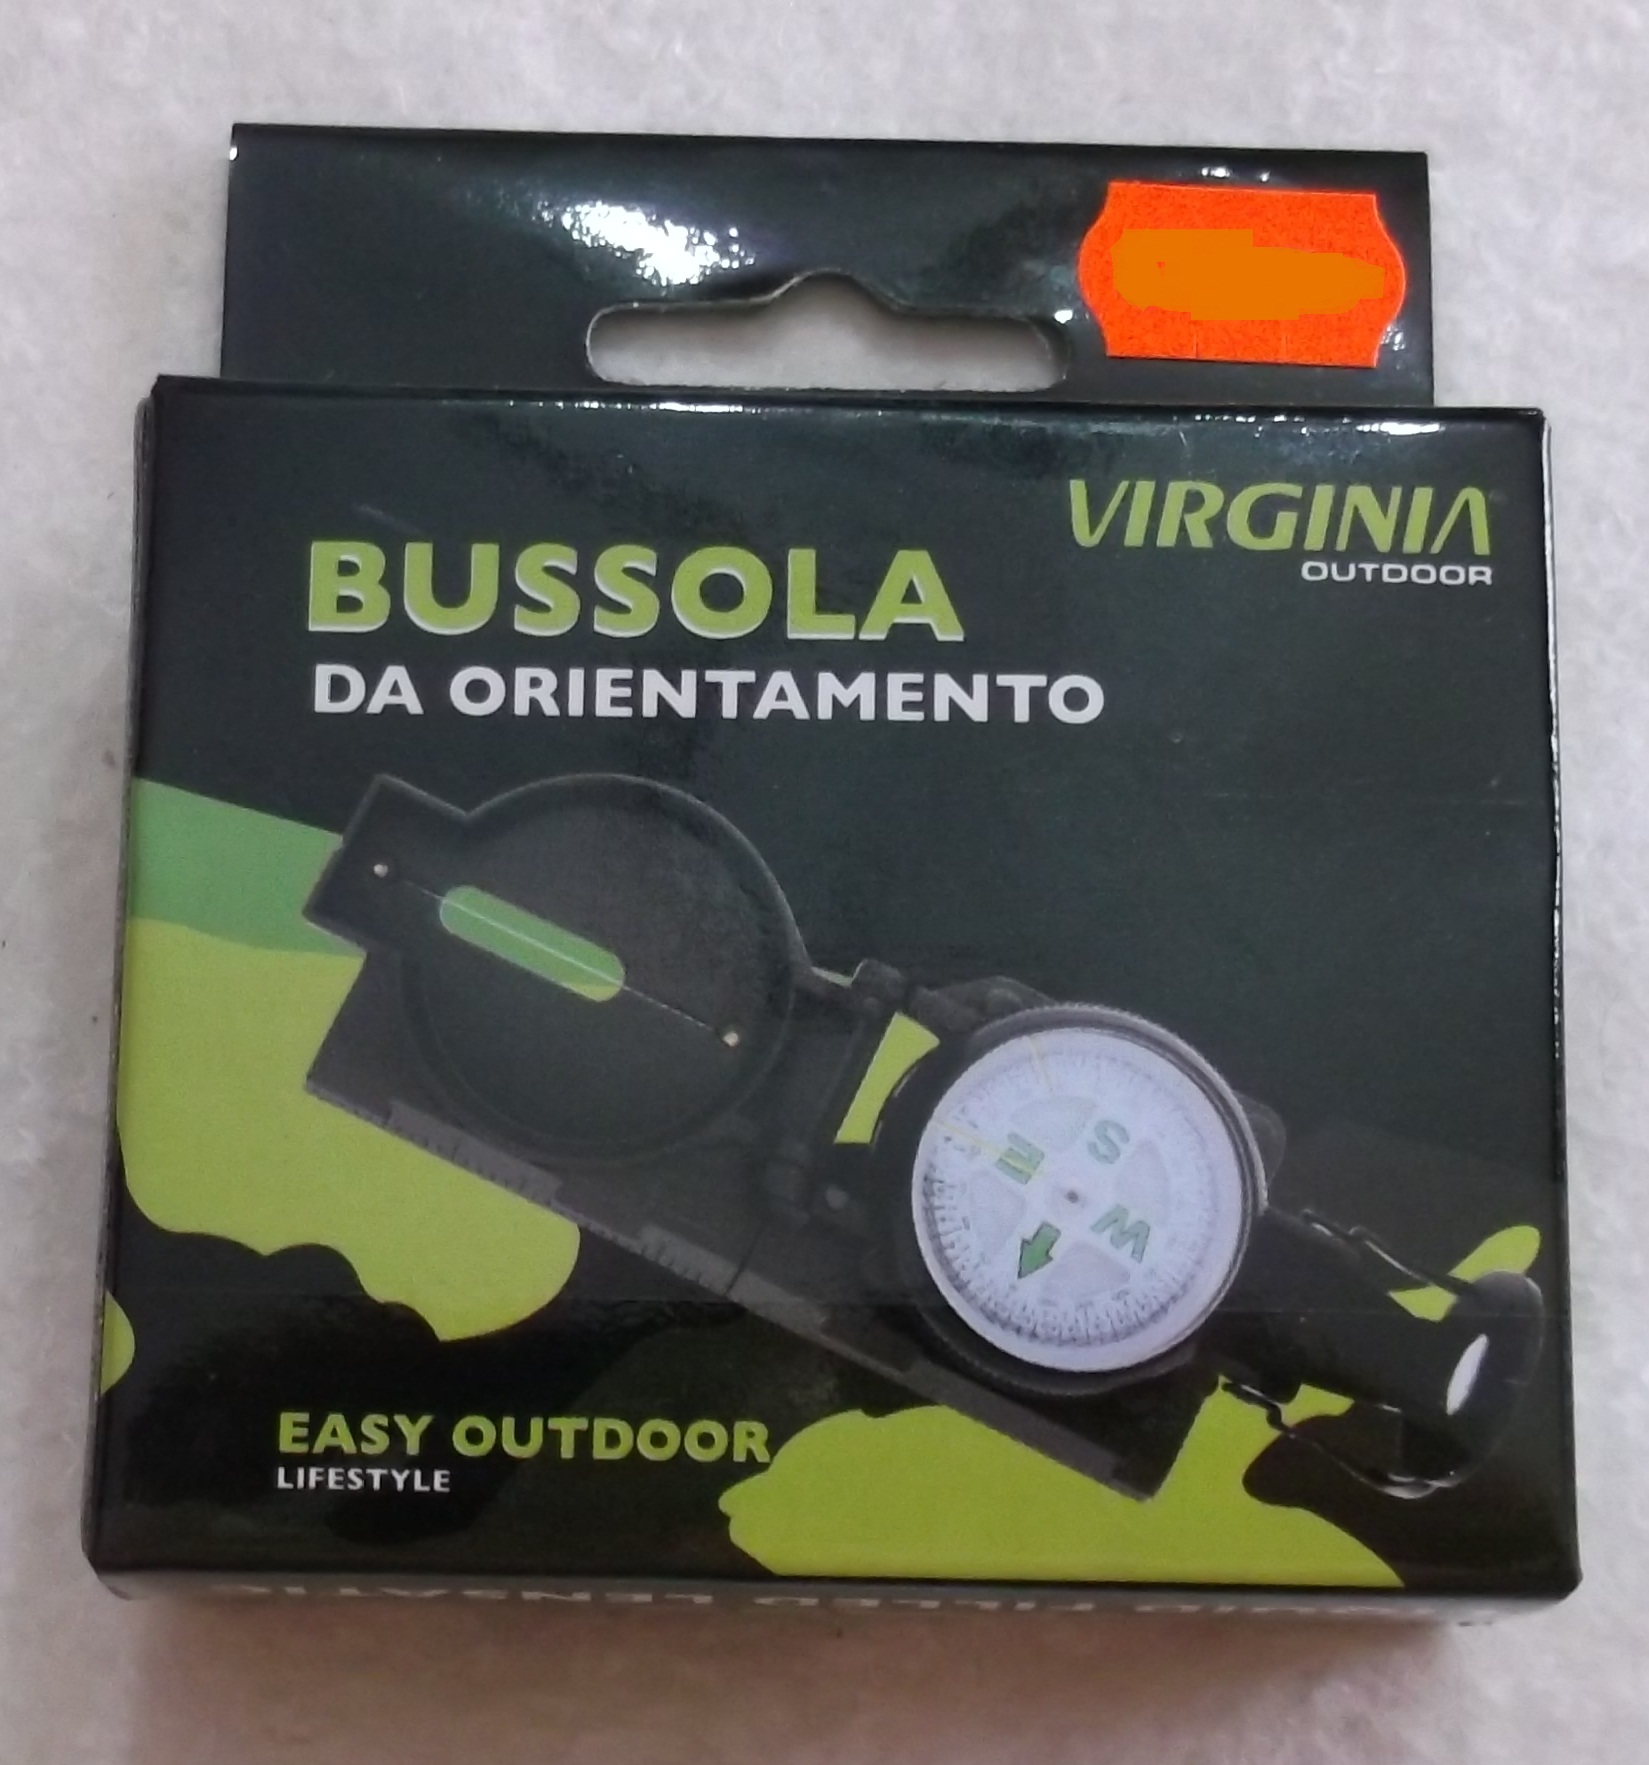 VIRGINIA
OUTDOOR
BUSSOLA
DA ORIENTAMENTO
S
E
W
EASY OUTDOOR
LIFESTYLE